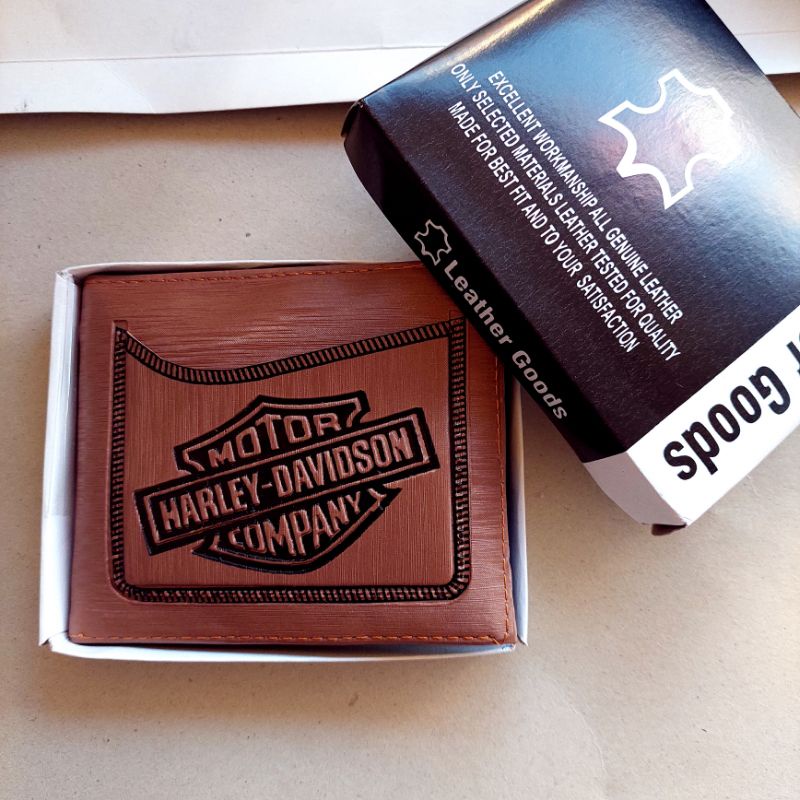 EXCELLENT WORKMANSHIP ALL GENUINE LEATHER
ONLY SELECTED MATERIALS LEATHER TESTED FOR QUALITY
MADE FOR BEST FIT AND TO YOUR SATISFACTION
Leather Goods
Goods
MOTOR
HARLEY-DAVIDSON
COMPANY